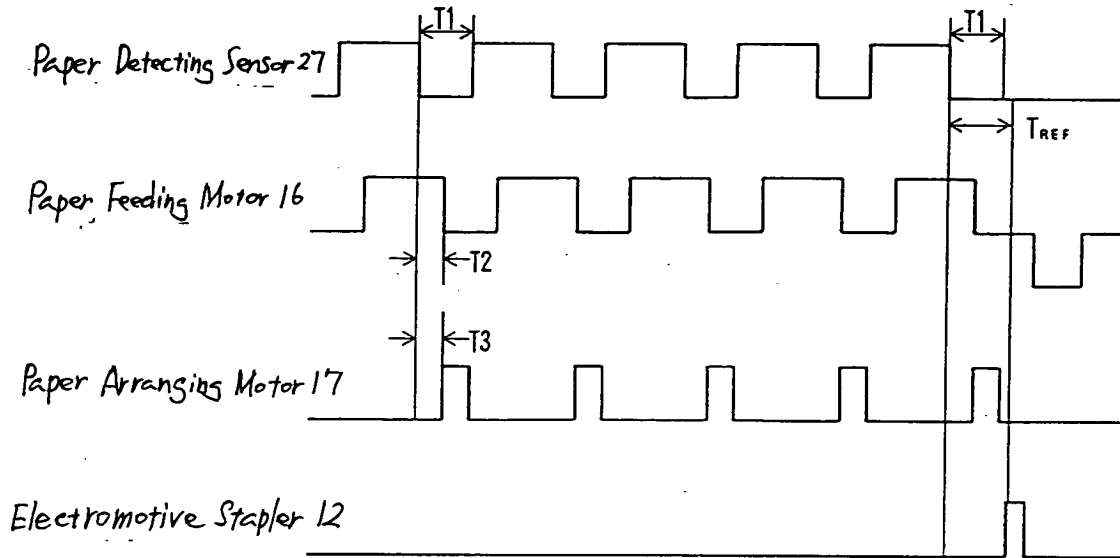 T1 T1
Paper Detecting Sensor 27
TREF
Paper Feeding Motor 16
T2
T3
Paper Arranging Motor 17
Electromotive Stapler 12